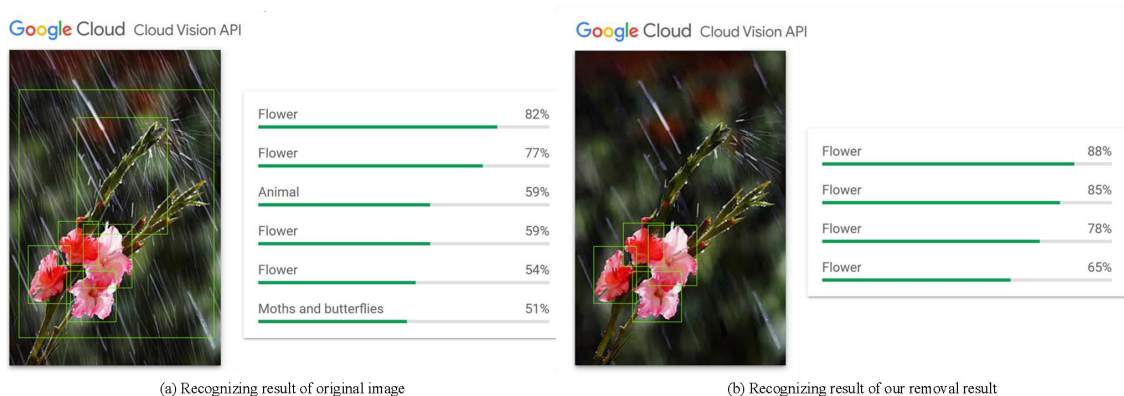 Google Cloud Cloud Vision API
Flower 82%
Flower 77%
Animal 59%
Flower 59%
Flower 54%
Moths and butterflies 51%
(a) Recognizing result of original image
Google Cloud Cloud Vision API
Flower 88%
Flower 85%
Flower 78%
Flower 65%
(b) Recognizing result of our removal result